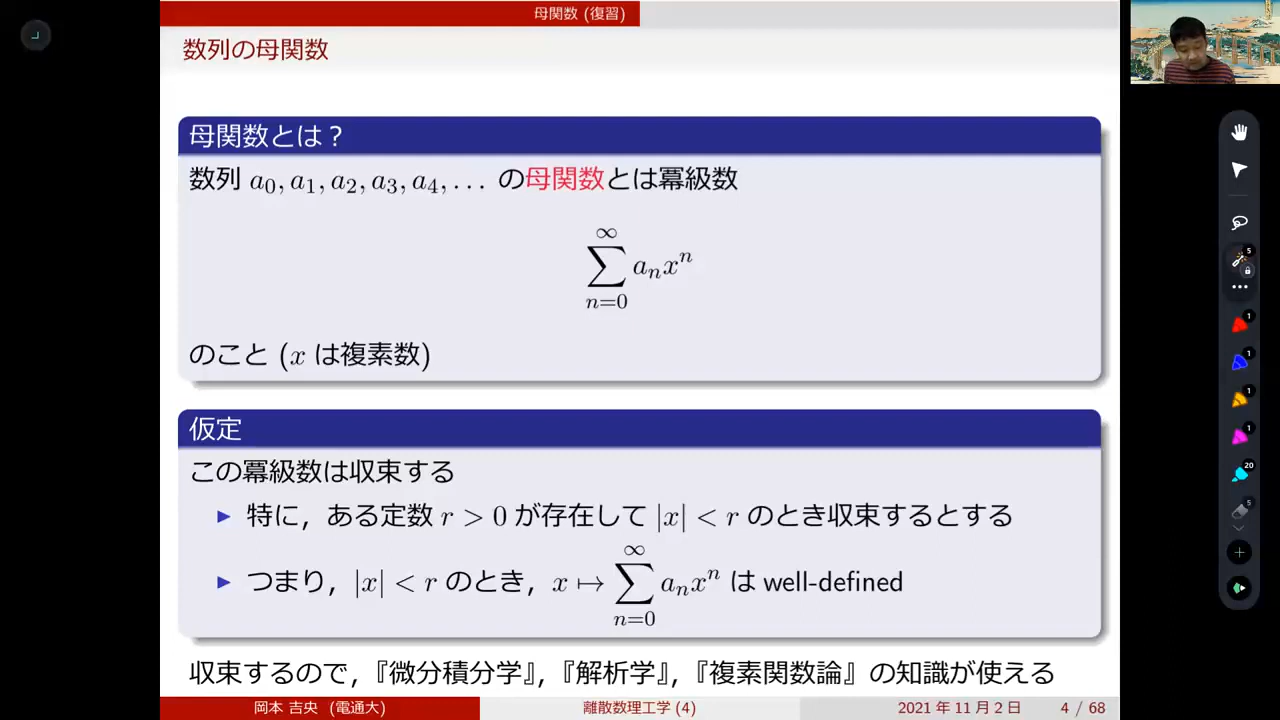 母関数 (復習)
数列の母関数
母関数とは？
数列 a_0, a_1, a_2, a_3, a_4, . . . の母関数とは冪級数
∑_{n=0}^{∞} a_n x^n
のこと (x は複素数)
仮定
この冪級数は収束する
▶ 特に，ある定数 r > 0 が存在して |x| < r のとき収束するとする
▶ つまり，|x| < r のとき，x ↦ ∑_{n=0}^{∞} a_n x^n は well-defined
収束するので，『微分積分学』，『解析学』，『複素関数論』の知識が使える
岡本 吉央 (電通大)
離散数理工学 (4)
2021 年 11 月 2 日
4 / 68
5
1
1
1
1
20
5